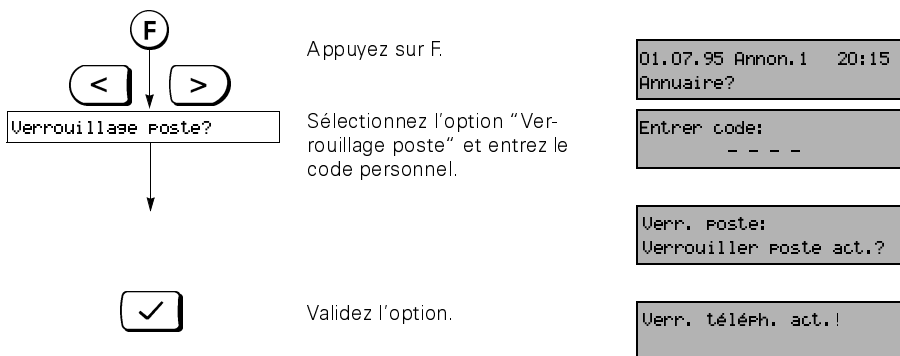 F
Appuyez sur F.
01.07.95 Annon.1 20:15
Annuaire?
< >
Verrouillage poste?
Sélectionnez l'option “Ver-
rouillage poste“ et entrez le
code personnel.
Entrer code:
_ _ _ _
Verr. poste:
Verrouiller poste act.?
Validez l'option.
Verr. téléph. act.!